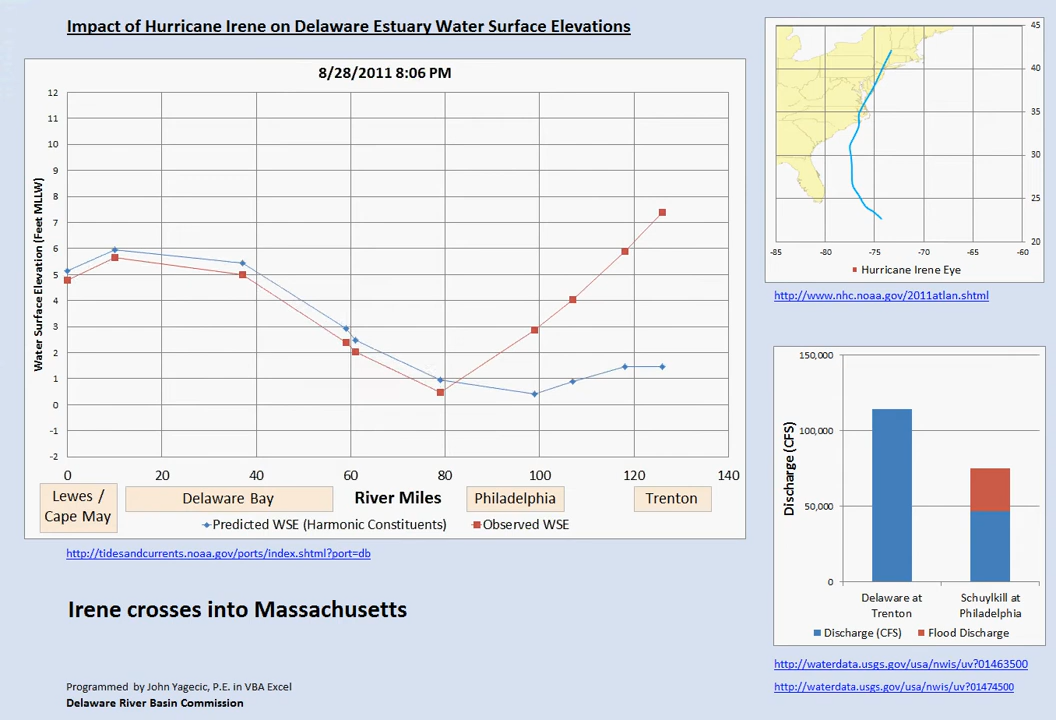 Impact of Hurricane Irene on Delaware Estuary Water Surface Elevations
8/28/2011 8:06 PM
Water Surface Elevation (Feet MLLW)
12
11
10
9
8
7
6
5
4
3
2
1
0
-1
-2
0 20 40 60 80 100 120 140
Lewes /
Cape May
Delaware Bay
River Miles
Philadelphia
Trenton
Predicted WSE (Harmonic Constituents) Observed WSE
http://tidesandcurrents.noaa.gov/ports/index.shtml?port=db
Irene crosses into Massachusetts
Programmed by John Yagecic, P.E. in VBA Excel
Delaware River Basin Commission
45
40
35
30
25
20
-85 -80 -75 -70 -65 -60
Hurricane Irene Eye
http://www.nhc.noaa.gov/2011atlan.shtml
Discharge (CFS)
150,000
100,000
50,000
0
Delaware at
Trenton
Schuylkill at
Philadelphia
Discharge (CFS) Flood Discharge
http://waterdata.usgs.gov/usa/nwis/uv?01463500
http://waterdata.usgs.gov/usa/nwis/uv?01474500